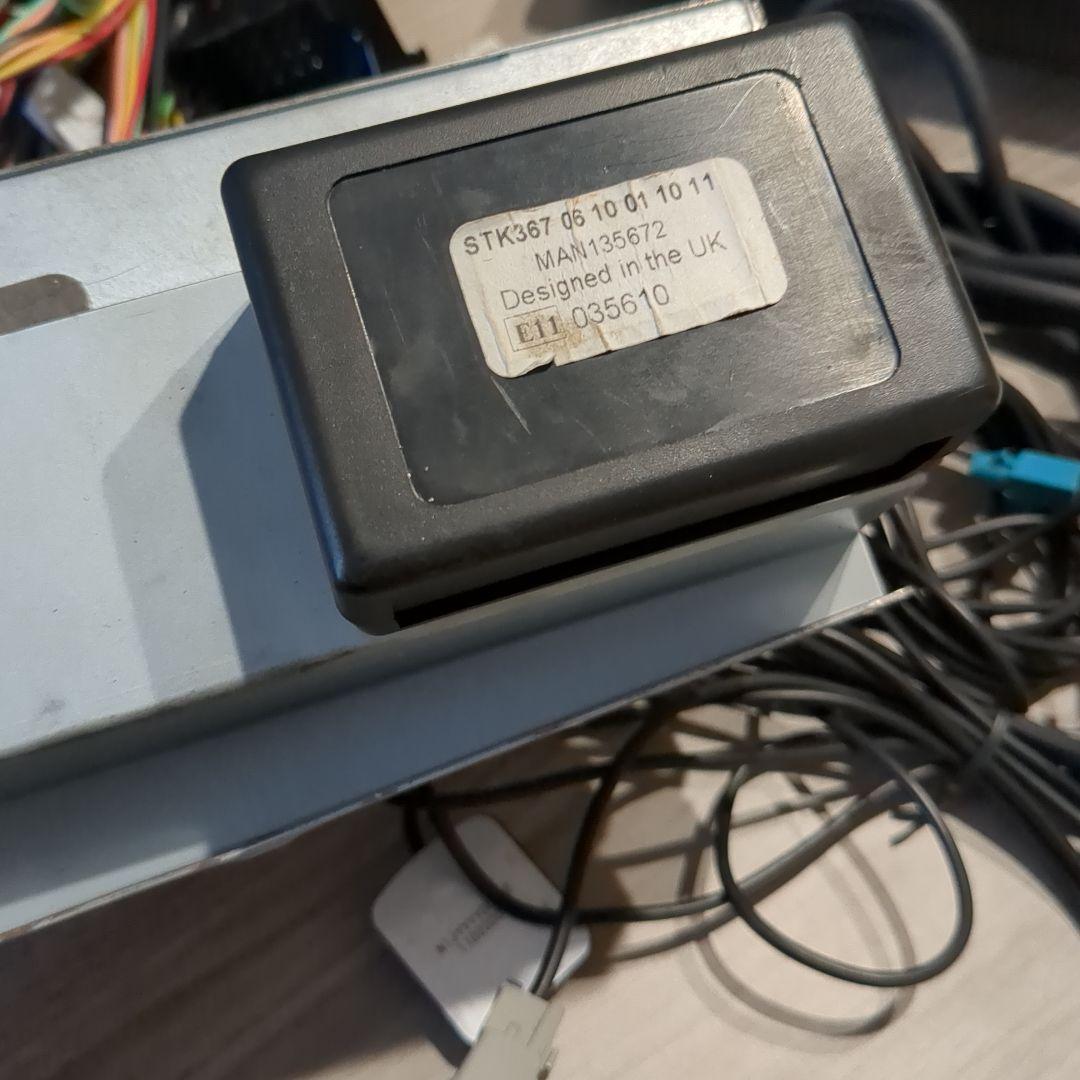 STK367 06 10 01 10 11
MAN135672
Designed in the UK
E11 035610